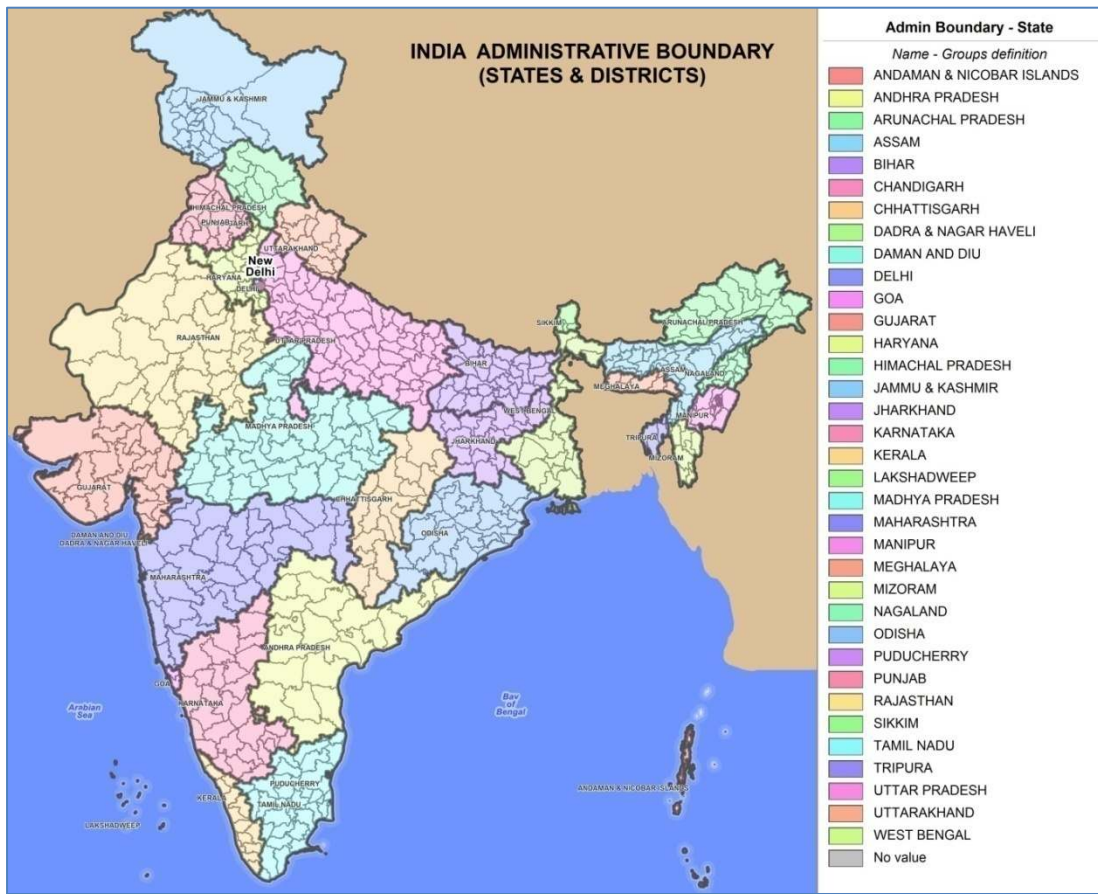 INDIA ADMINISTRATIVE BOUNDARY
(STATES & DISTRICTS)
JAMMU & KASHMIR
HIMACHAL PRADESH
PUNJAB
UTTARAKHAND
New
Delhi
HARYANA
DELHI
RAJASTHAN
UTTAR PRADESH
SIKKIM
ARUNACHAL PRADESH
ASSAM
NAGALAND
MEGHALAYA
BIHAR
WEST BENGAL
MANIPUR
TRIPURA
MIZORAM
MADHYA PRADESH
JHARKHAND
GUJARAT
CHHATTISGARH
DAMAN AND DIU
DADRA & NAGAR HAVELI
ODISHA
MAHARASHTRA
ANDHRA PRADESH
GOA
KARNATAKA
Arabian
Sea
Bay
of
Bengal
PUDUCHERRY
KERALA
TAMIL NADU
LAKSHADWEEP
ANDAMAN & NICOBAR ISLANDS
Admin Boundary - State
Name - Groups definition
ANDAMAN & NICOBAR ISLANDS
ANDHRA PRADESH
ARUNACHAL PRADESH
ASSAM
BIHAR
CHANDIGARH
CHHATTISGARH
DADRA & NAGAR HAVELI
DAMAN AND DIU
DELHI
GOA
GUJARAT
HARYANA
HIMACHAL PRADESH
JAMMU & KASHMIR
JHARKHAND
KARNATAKA
KERALA
LAKSHADWEEP
MADHYA PRADESH
MAHARASHTRA
MANIPUR
MEGHALAYA
MIZORAM
NAGALAND
ODISHA
PUDUCHERRY
PUNJAB
RAJASTHAN
SIKKIM
TAMIL NADU
TRIPURA
UTTAR PRADESH
UTTARAKHAND
WEST BENGAL
No value